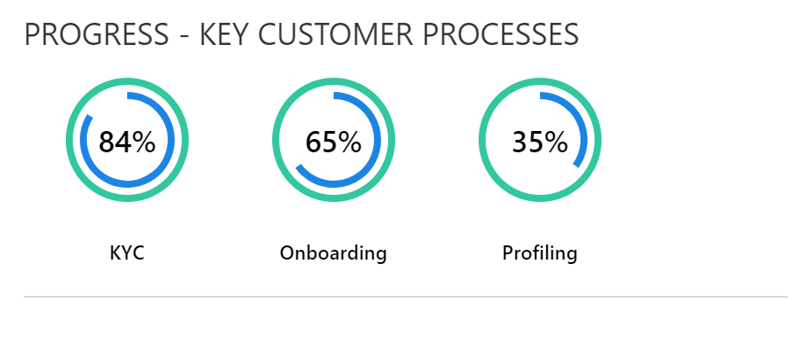 PROGRESS - KEY CUSTOMER PROCESSES
84% 65% 35%
KYC Onboarding Profiling